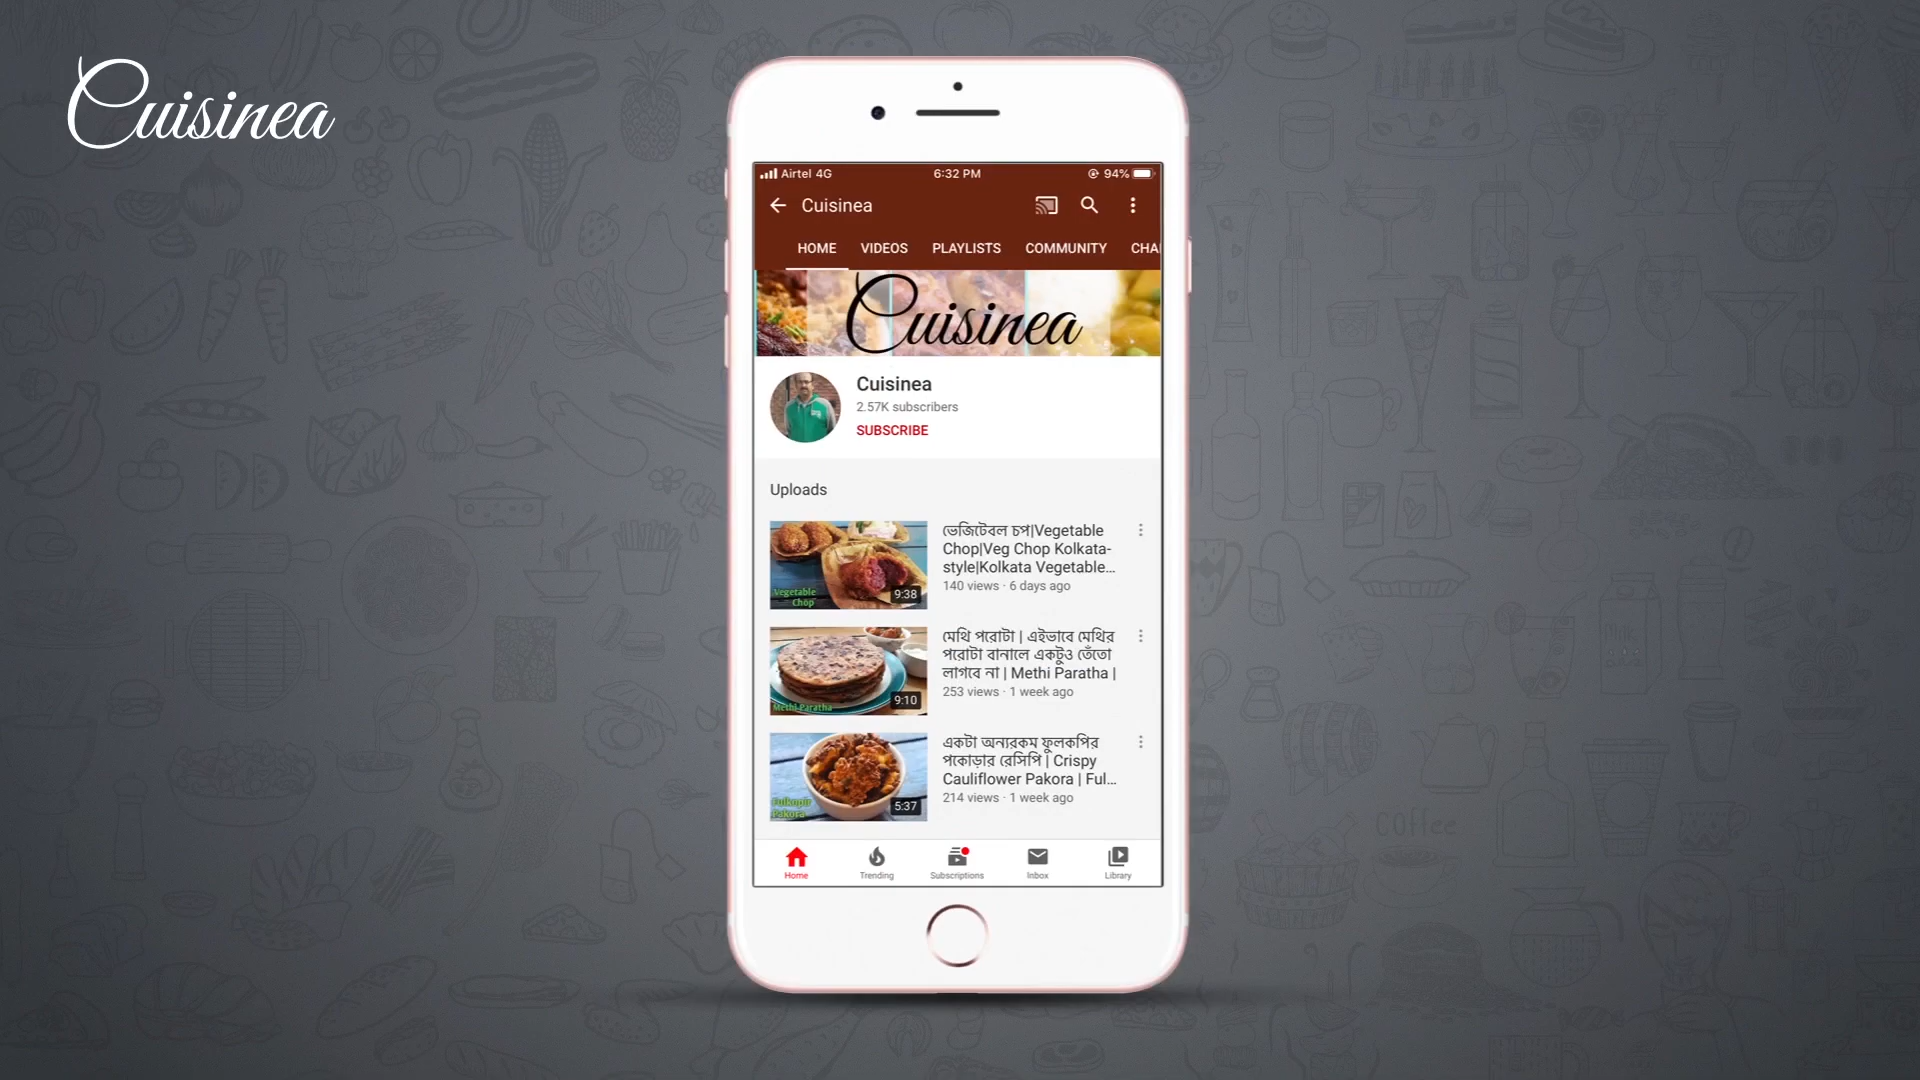 Cuisinea
Airtel 4G
6:32 PM
94%
Cuisinea
HOME VIDEOS PLAYLISTS COMMUNITY CHA
Cuisinea
Cuisinea
2.57K subscribers
SUBSCRIBE
Uploads
ভেজিটেবল চপ|Vegetable
Chop|Veg Chop Kolkata-
style|Kolkata Vegetable...
140 views · 6 days ago
Vegetable
Chop
9:38
মেথি পরোটা | এইভাবে মেথির
পরোটা বানালে একটুও তেঁতো
লাগবে না | Methi Paratha |
253 views · 1 week ago
Methi Paratha
9:10
একটা অন্যরকম ফুলকপির
পকোড়ার রেসিপি | Crispy
Cauliflower Pakora | Ful...
214 views · 1 week ago
Fulkopir
Pakora
5:37
Home Trending Subscriptions Inbox Library
coffee